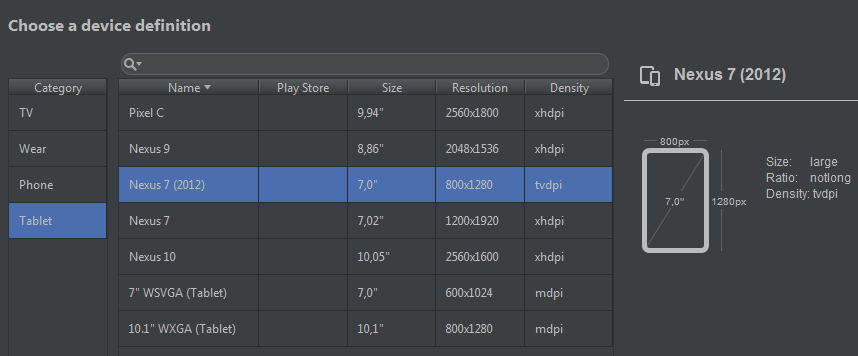 Choose a device definition
Category
TV
Wear
Phone
Tablet
Name Play Store Size Resolution Density
Pixel C 9,94" 2560x1800 xhdpi
Nexus 9 8,86" 2048x1536 xhdpi
Nexus 7 (2012) 7,0" 800x1280 tvdpi
Nexus 7 7,02" 1200x1920 xhdpi
Nexus 10 10,05" 2560x1600 xhdpi
7" WSVGA (Tablet) 7,0" 600x1024 mdpi
10.1" WXGA (Tablet) 10,1" 800x1280 mdpi
Nexus 7 (2012)
800px
7,0"
1280px
Size: large
Ratio: notlong
Density: tvdpi